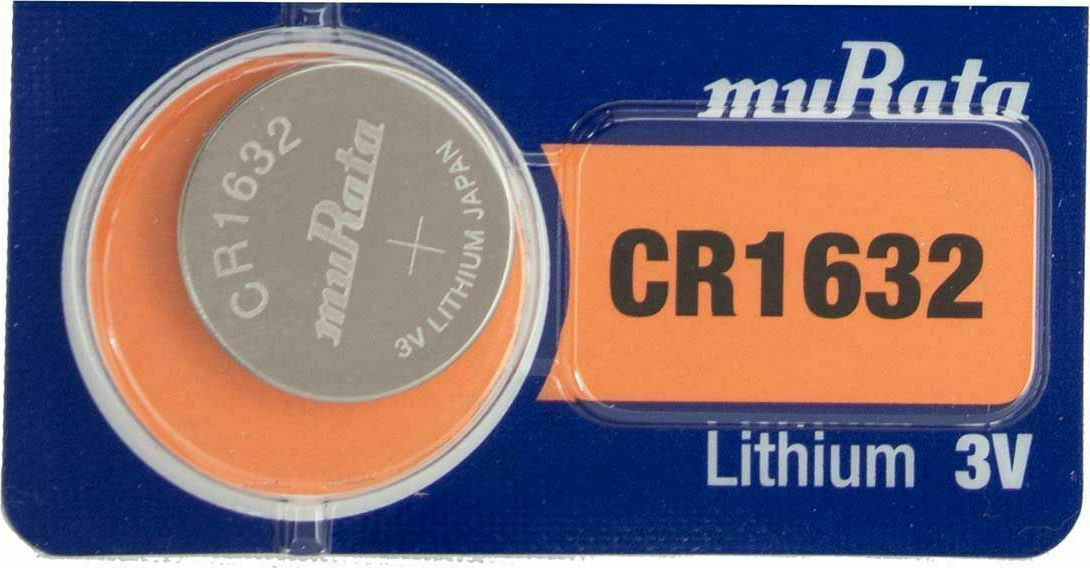 muRata
CR1632
Lithium 3V
CR1632
muRata
+
3V LITHIUM JAPAN